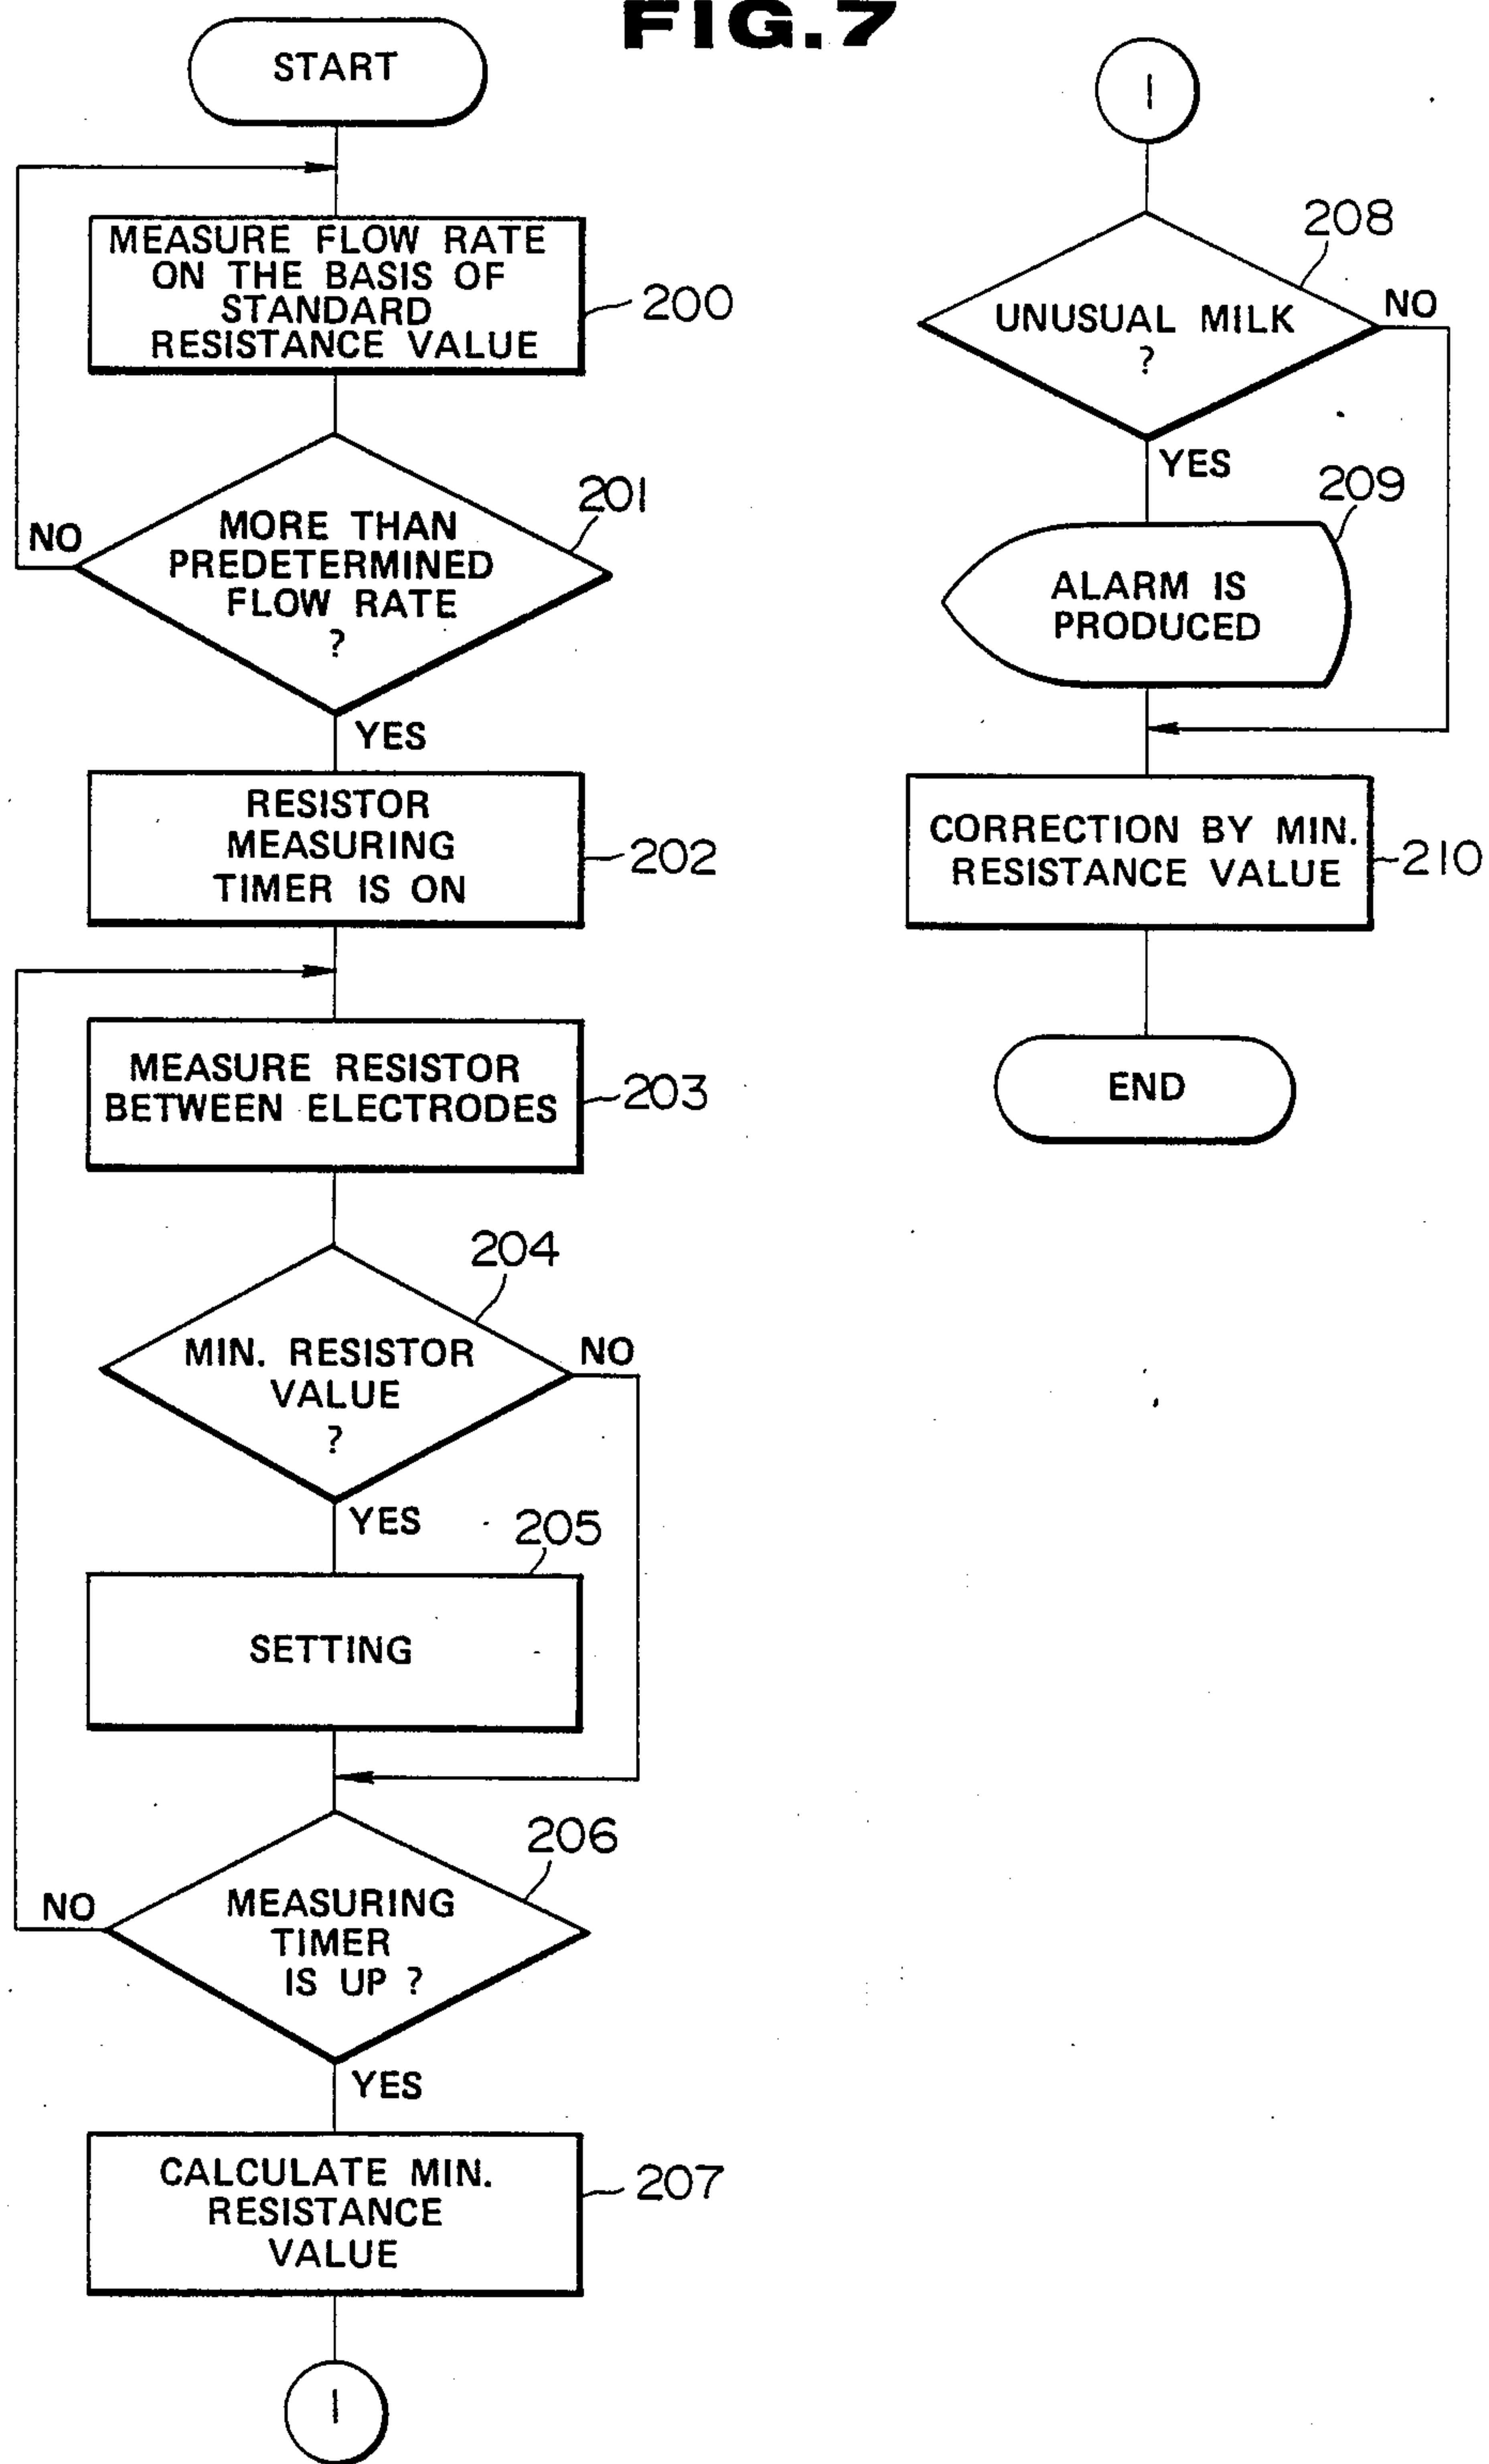 FIG.7
START
MEASURE FLOW RATE
ON THE BASIS OF
STANDARD
RESISTANCE VALUE
200
201
MORE THAN
PREDETERMINED
FLOW RATE
?
NO
YES
RESISTOR
MEASURING
TIMER IS ON
202
MEASURE RESISTOR
BETWEEN ELECTRODES
203
204
MIN. RESISTOR
VALUE
?
NO
YES
205
SETTING
206
MEASURING
TIMER
IS UP ?
NO
YES
CALCULATE MIN.
RESISTANCE
VALUE
207
1
1
208
UNUSUAL MILK
?
NO
YES
209
ALARM IS
PRODUCED
CORRECTION BY MIN.
RESISTANCE VALUE
210
END